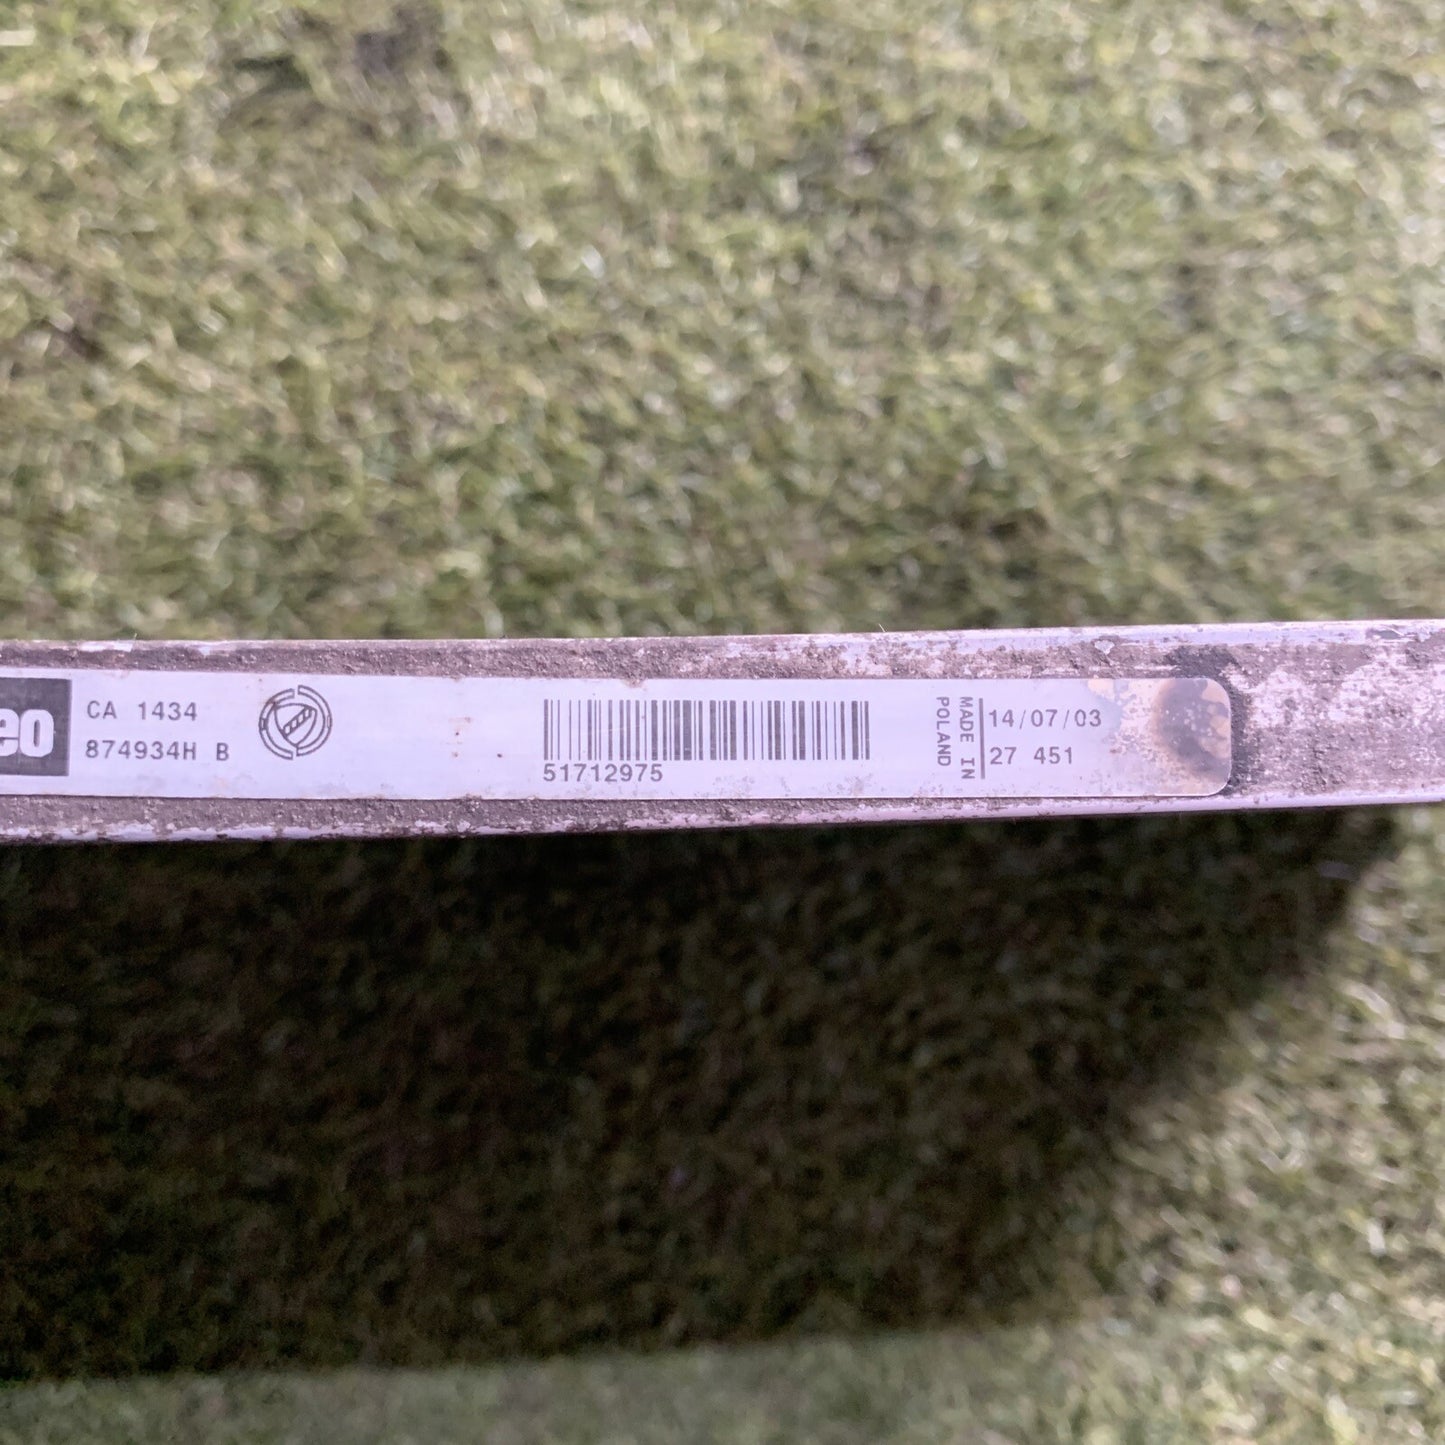 eo
CA 1434
874934H B
51712975
MADE IN
POLAND
14/07/03
27 451